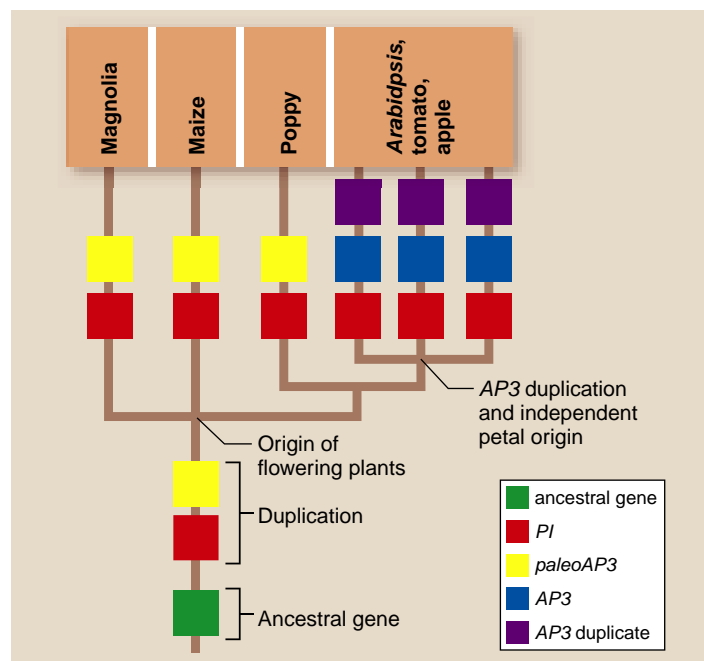 Magnolia
Maize
Poppy
Arabidpsis,
tomato,
apple
AP3 duplication
and independent
petal origin
Origin of
flowering plants
Duplication
Ancestral gene
ancestral gene
PI
paleoAP3
AP3
AP3 duplicate